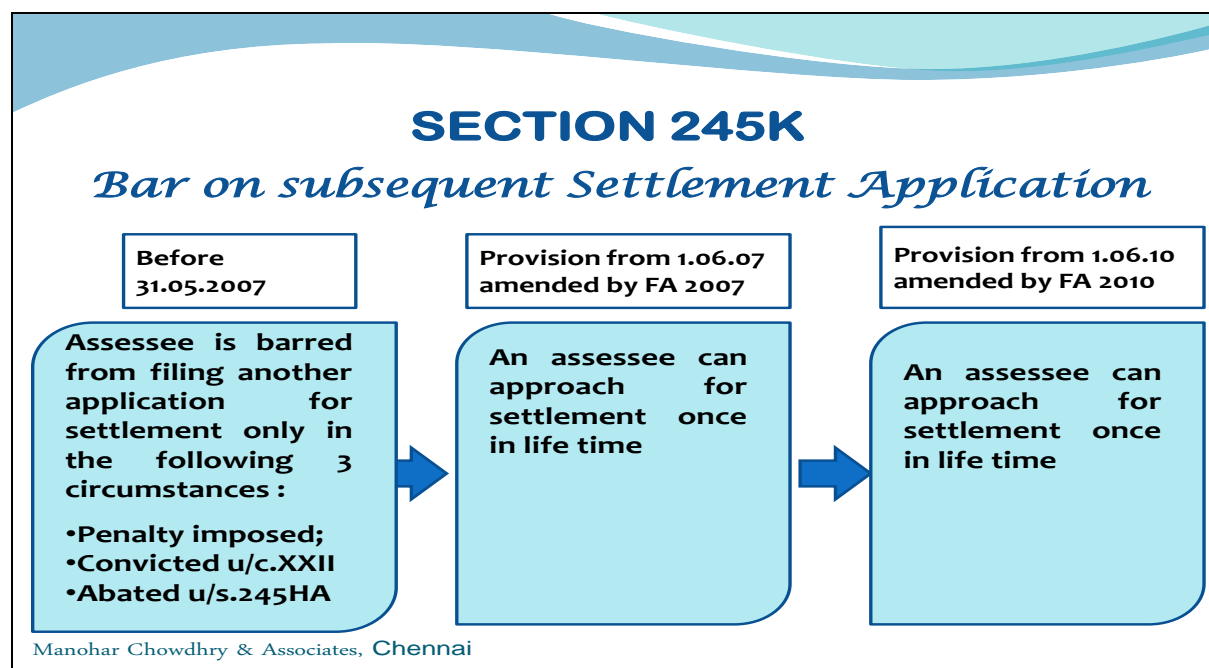 SECTION 245K
Bar on subsequent Settlement Application
Before
31.05.2007
Assessee is barred
from filing another
application for
settlement only in
the following 3
circumstances :
•Penalty imposed;
•Convicted u/c.XXII
•Abated u/s.245HA
Provision from 1.06.07
amended by FA 2007
An assessee can
approach for
settlement once
in life time
Provision from 1.06.10
amended by FA 2010
An assessee can
approach for
settlement once
in life time
Manohar Chowdhry & Associates, Chennai